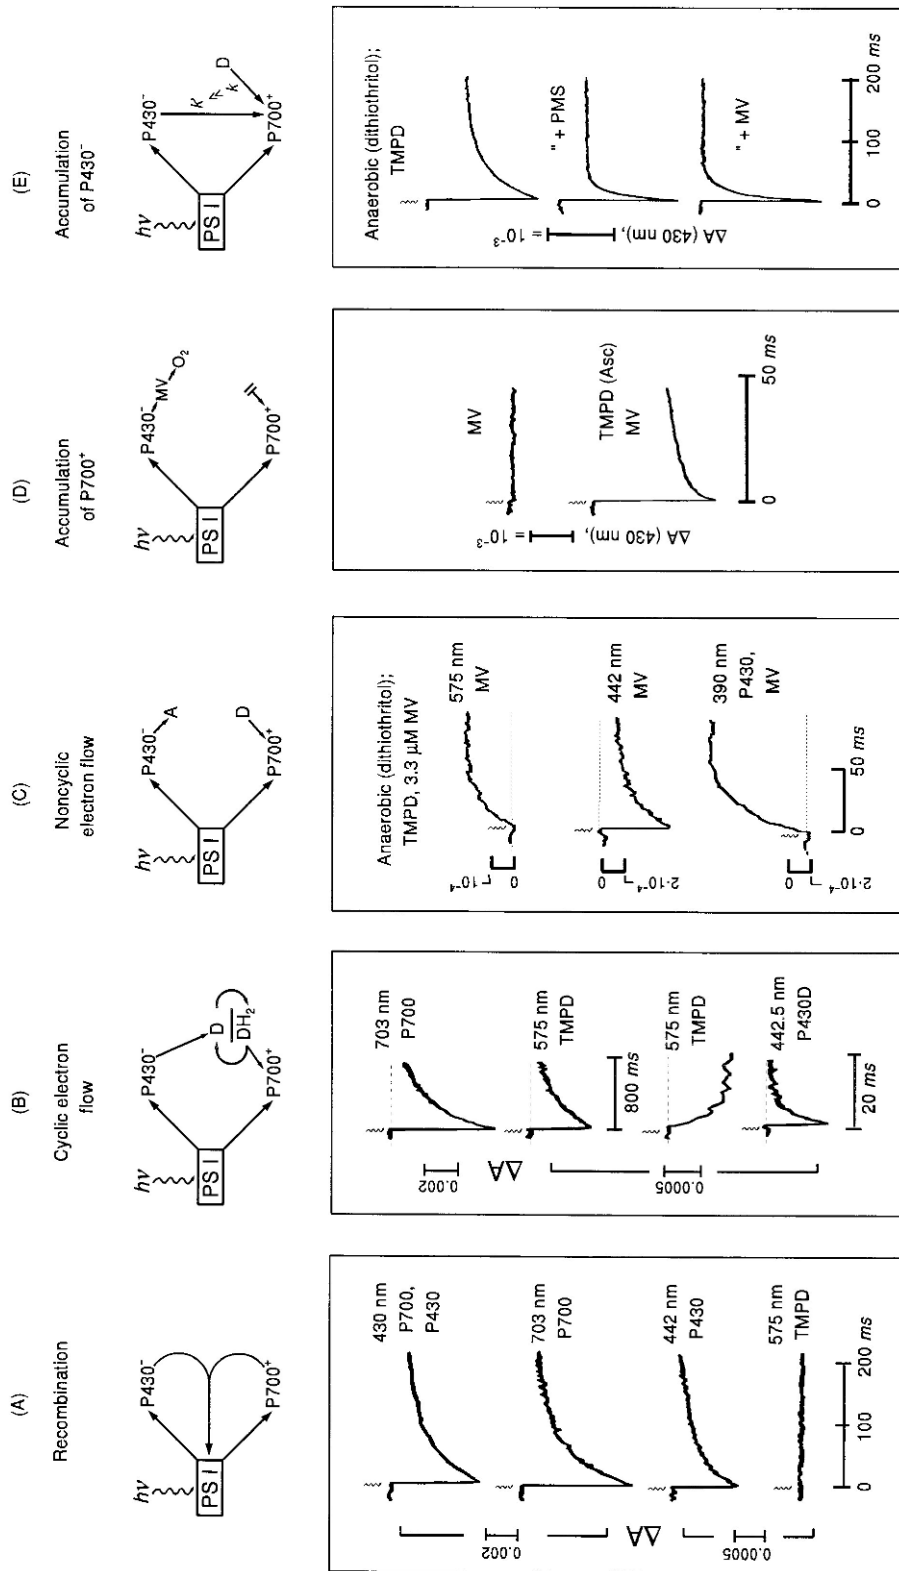 (A)
Recombination
hν
PS I
P430⁻
P700⁺
430 nm
P700,
P430
703 nm
P700
442 nm
P430
575 nm
TMPD
ΔA
0.002
0.0005
0 100 200 ms
(B)
Cyclic electron
flow
hν
PS I
P430⁻
D
DH₂
P700⁺
703 nm
P700
575 nm
TMPD
800 ms
575 nm
TMPD
442.5 nm
P430D
20 ms
ΔA
0.002
0.0005
(C)
Noncyclic
electron flow
hν
PS I
P430⁻
A
D
P700⁺
Anaerobic (dithiothritol);
TMPD, 3.3 μM MV
575 nm
MV
442 nm
MV
390 nm
P430,
MV
10⁻⁴
0
0
2·10⁻⁴
0
2·10⁻⁴
0 50 ms
(D)
Accumulation
of P700⁺
hν
PS I
P430⁻
MV
O₂
P700⁺
MV
TMPD (Asc)
MV
ΔA (430 nm), = 10⁻³
0 50 ms
(E)
Accumulation
of P430⁻
hν
PS I
P430⁻
k'
k
D
P700⁺
Anaerobic (dithiothritol);
TMPD
" + PMS
" + MV
ΔA (430 nm), = 10⁻³
0 100 200 ms